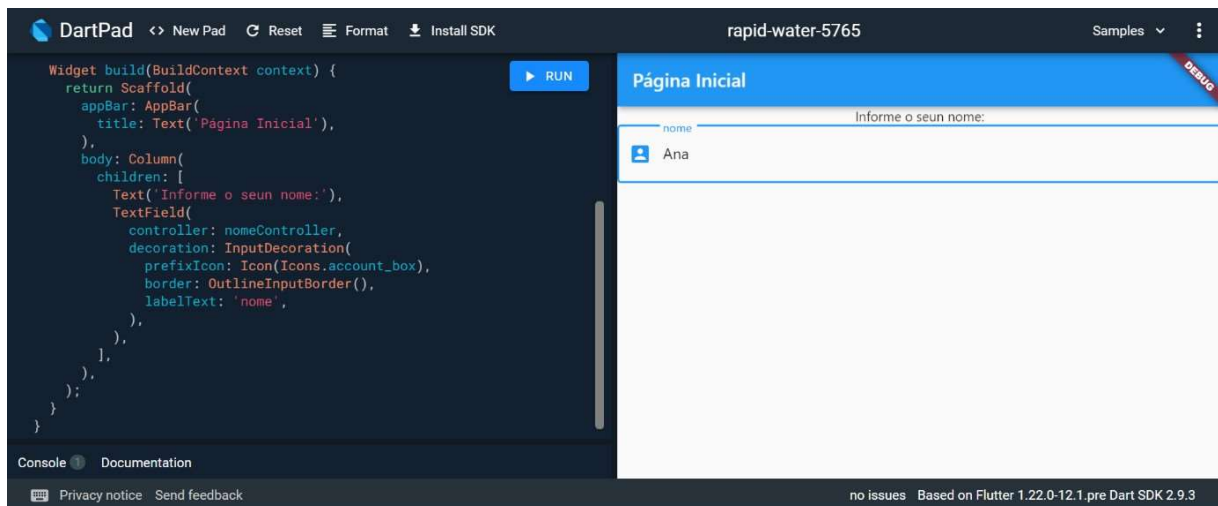 DartPad <> New Pad Reset Format Install SDK rapid-water-5765 Samples
Widget build(BuildContext context) {
return Scaffold(
appBar: AppBar(
title: Text('Página Inicial'),
),
body: Column(
children: [
Text('Informe o seun nome:'),
TextField(
controller: nomeController,
decoration: InputDecoration(
prefixIcon: Icon(Icons.account_box),
border: OutlineInputBorder(),
labelText: 'nome',
),
),
],
),
);
}
}
RUN
Página Inicial
DEBUG
Informe o seun nome:
nome
Ana
Console 1 Documentation
Privacy notice Send feedback no issues Based on Flutter 1.22.0-12.1.pre Dart SDK 2.9.3